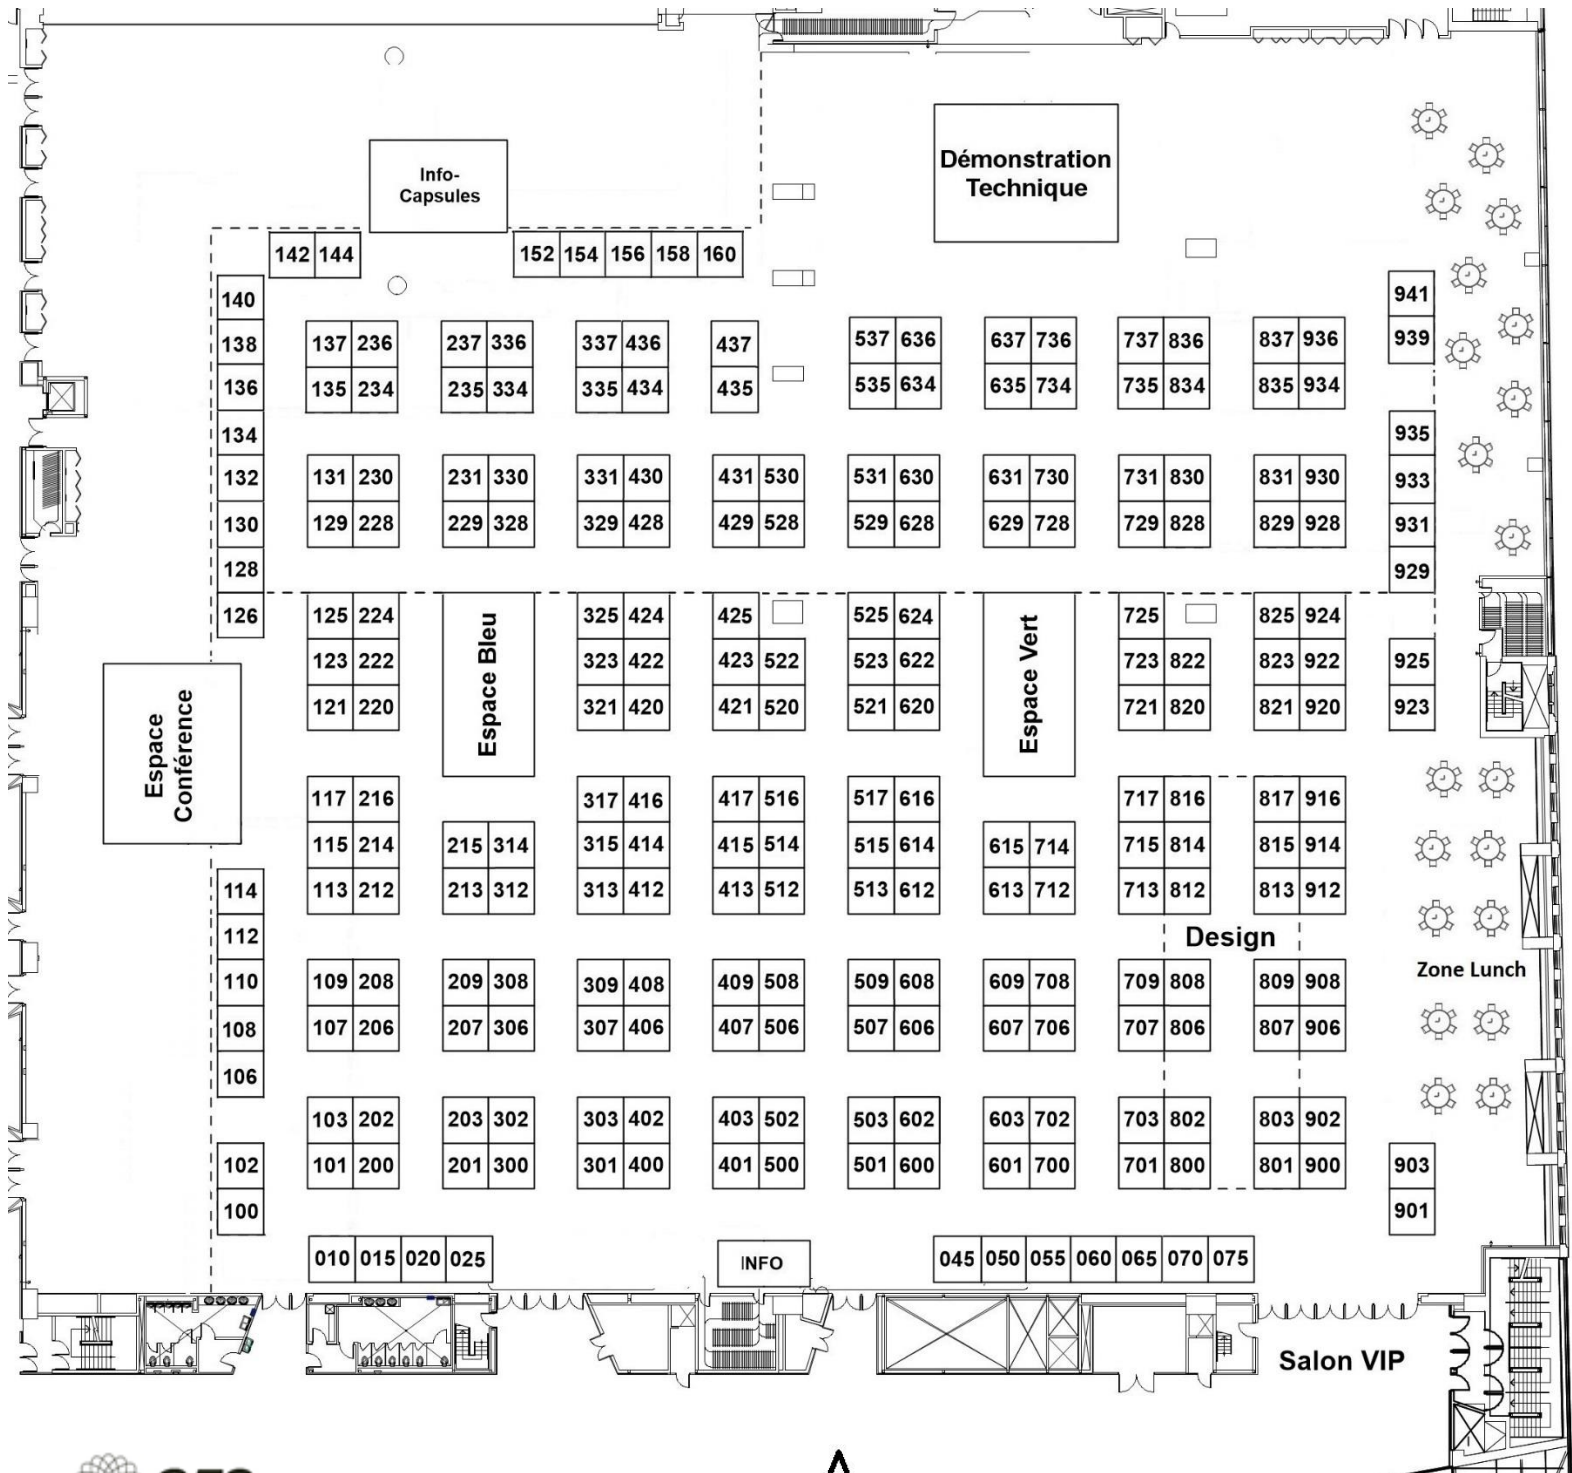 Démonstration
Technique
Info-
Capsules
142 144 152 154 156 158 160
140 941
138 137 236 237 336 337 436 437 537 636 637 736 737 836 837 936 939
136 135 234 235 334 335 434 435 535 634 635 734 735 834 835 934
134 935
132 131 230 231 330 331 430 431 530 531 630 631 730 731 830 831 930 933
130 129 228 229 328 329 428 429 528 529 628 629 728 729 828 829 928 931
128 929
126 125 224 325 424 425 525 624 725 825 924
123 222 323 422 423 522 523 622 723 822 823 922 925
121 220 321 420 421 520 521 620 721 820 821 920 923
Espace Bleu
Espace Vert
Espace
Conférence
117 216 317 416 417 516 517 616 717 816 817 916
115 214 215 314 315 414 415 514 515 614 615 714 715 814 815 914
114 113 212 213 312 313 412 413 512 513 612 613 712 713 812 813 912
112 Design
Zone Lunch
110 109 208 209 308 309 408 409 508 509 608 609 708 709 808 809 908
108 107 206 207 306 307 406 407 506 507 606 607 706 707 806 807 906
106
103 202 203 302 303 402 403 502 503 602 603 702 703 802 803 902
102 101 200 201 300 301 400 401 500 501 600 601 700 701 800 801 900 903
100 901
010 015 020 025 INFO 045 050 055 060 065 070 075
Salon VIP